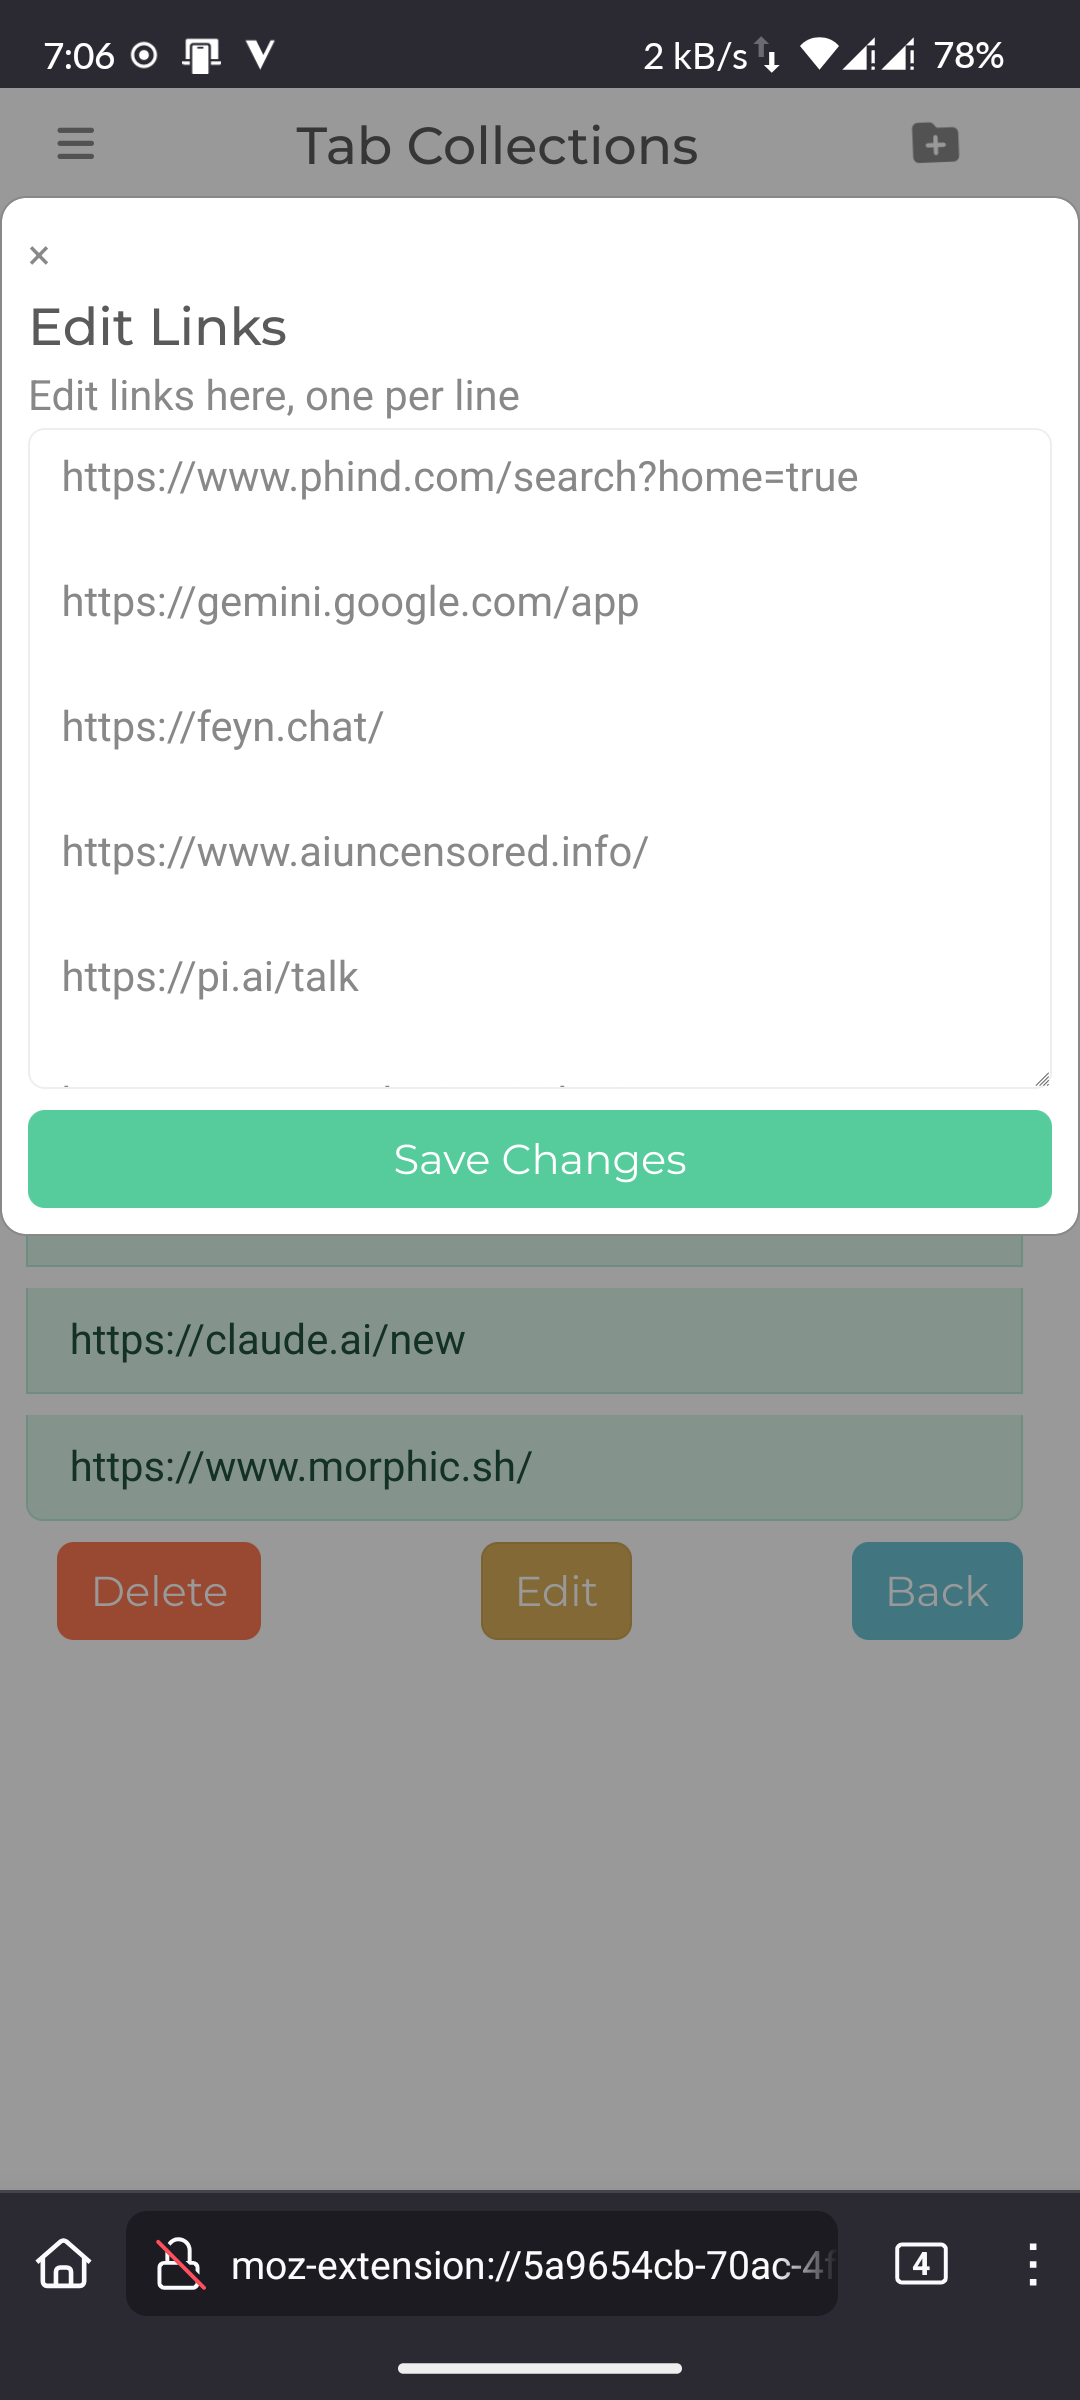 7:06
2 kB/s
78%
Tab Collections
×
Edit Links
Edit links here, one per line
https://www.phind.com/search?home=true
https://gemini.google.com/app
https://feyn.chat/
https://www.aiuncensored.info/
https://pi.ai/talk
Save Changes
https://claude.ai/new
https://www.morphic.sh/
Delete
Edit
Back
moz-extension://5a9654cb-70ac-4f
4